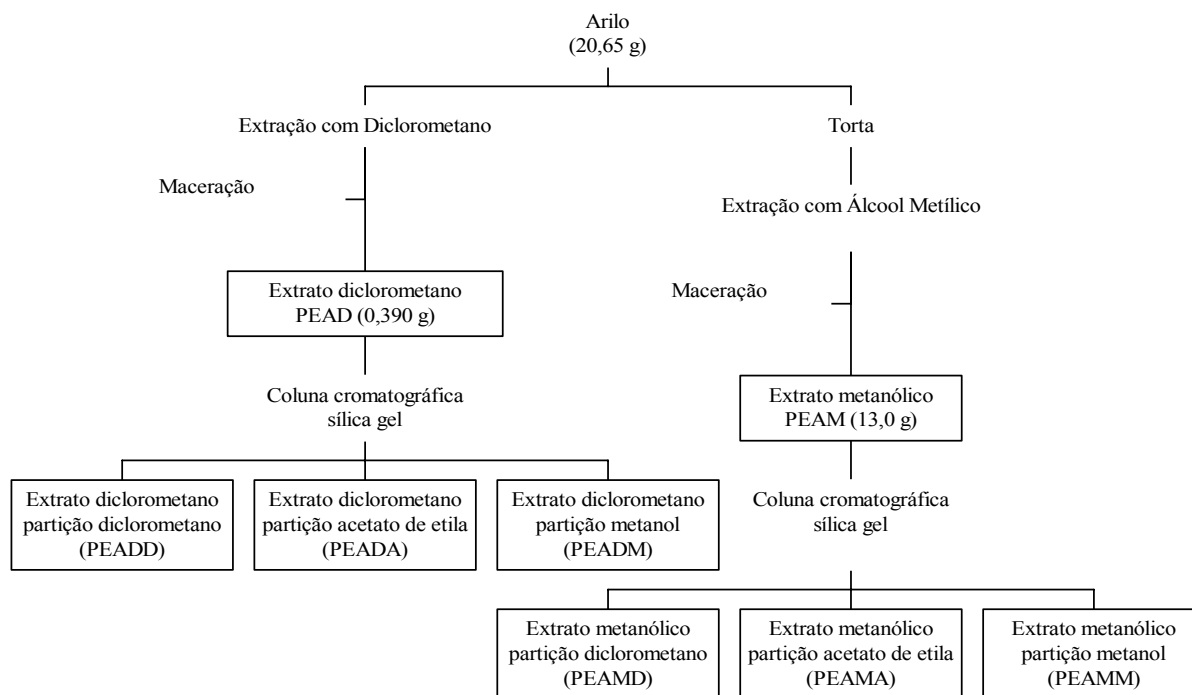 Arilo
(20,65 g)
Extração com Diclorometano
Maceração
Extrato diclorometano
PEAD (0,390 g)
Coluna cromatográfica
sílica gel
Extrato diclorometano
partição diclorometano
(PEADD)
Extrato diclorometano
partição acetato de etila
(PEADA)
Extrato diclorometano
partição metanol
(PEADM)
Torta
Extração com Álcool Metílico
Maceração
Extrato metanólico
PEAM (13,0 g)
Coluna cromatográfica
sílica gel
Extrato metanólico
partição diclorometano
(PEAMD)
Extrato metanólico
partição acetato de etila
(PEAMA)
Extrato metanólico
partição metanol
(PEAMM)